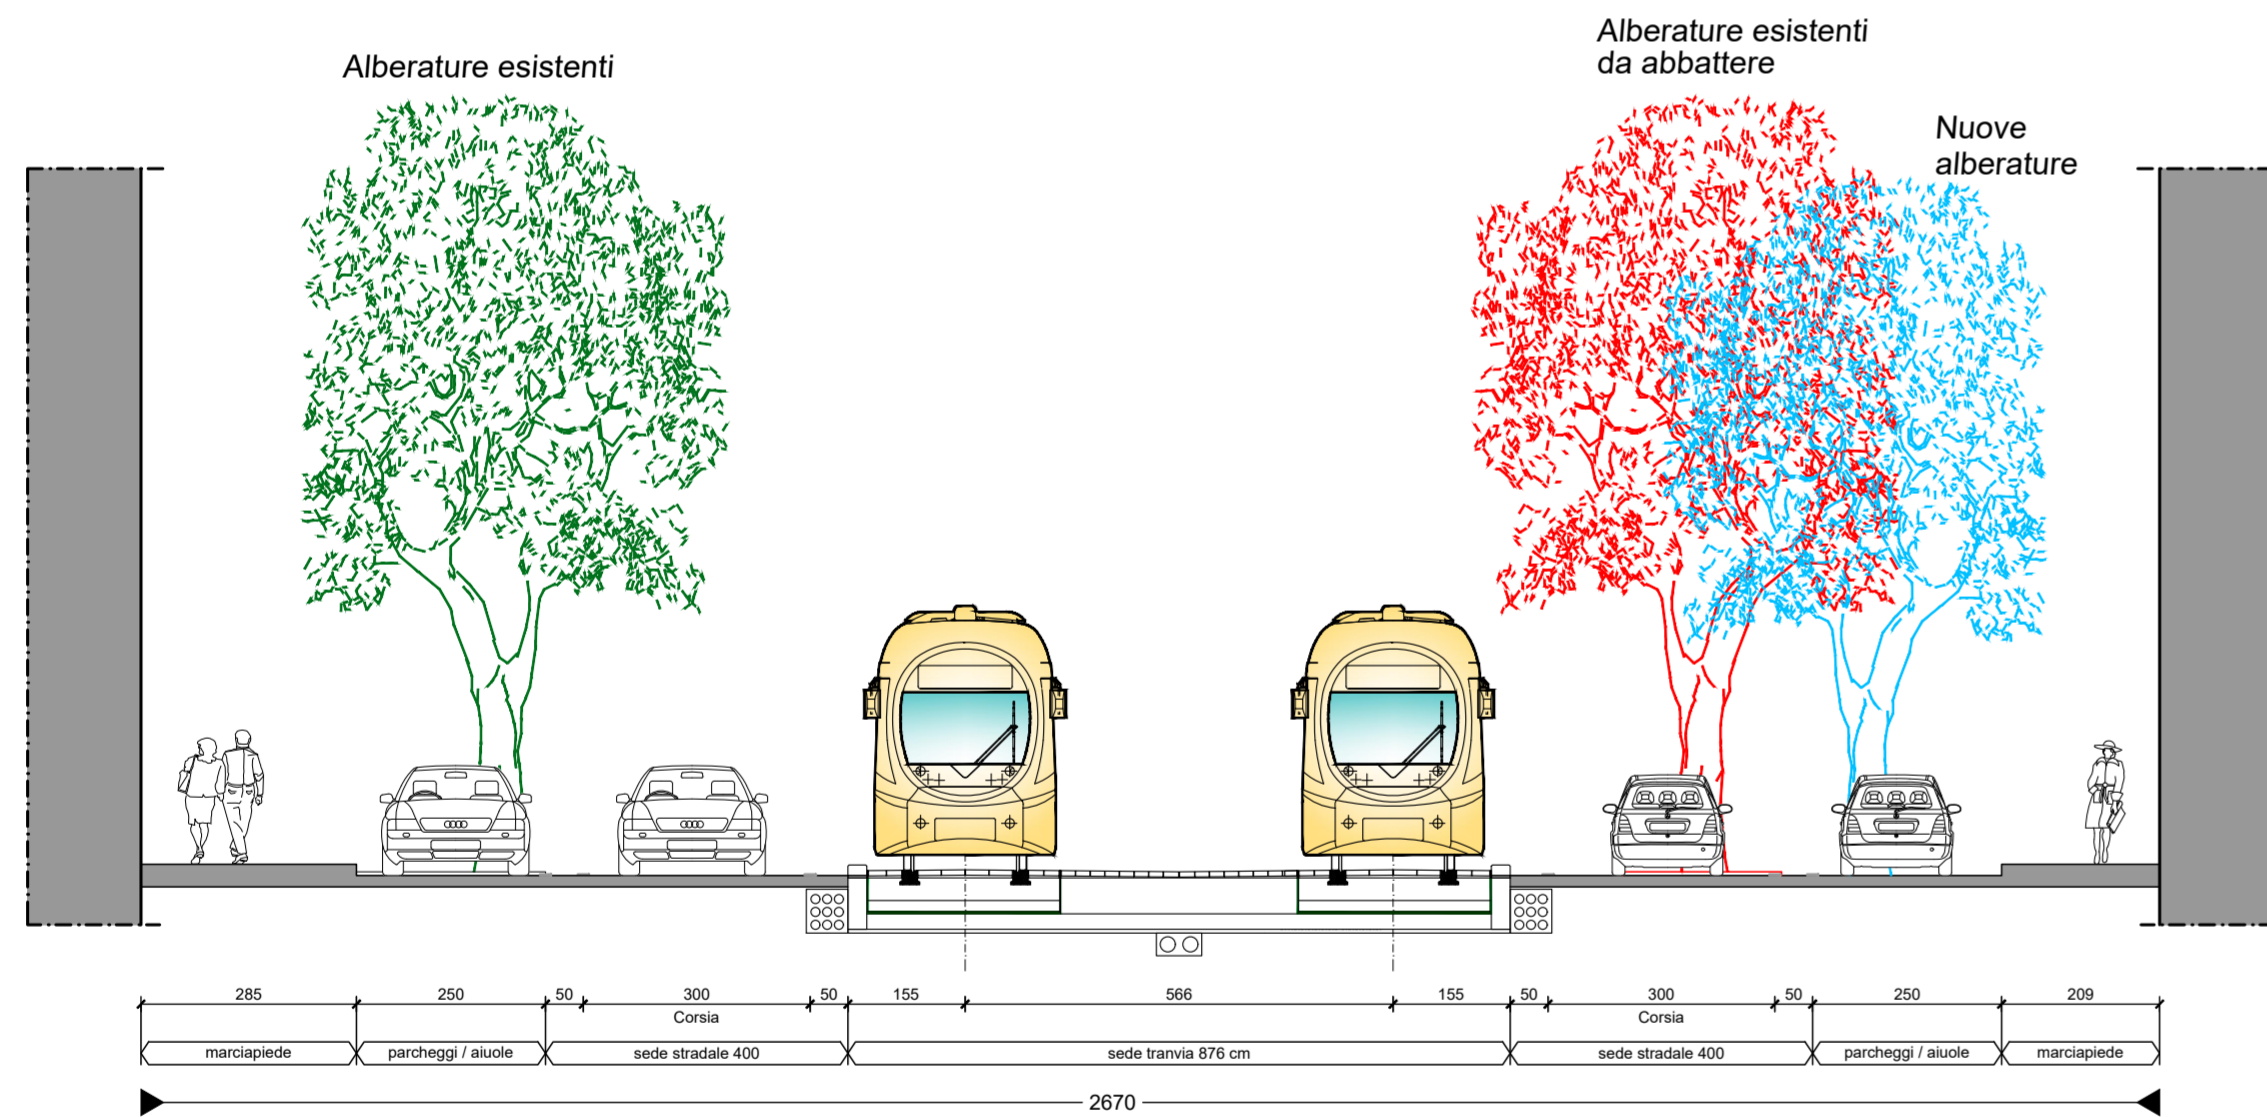 Alberature esistenti
Alberature esistenti
da abbattere
Nuove
alberature
285 250 50 300 50 155 566 155 50 300 50 250 209
Corsia Corsia
marciapiede parcheggi / aiuole sede stradale 400 sede tranvia 876 cm sede stradale 400 parcheggi / aiuole marciapiede
2670